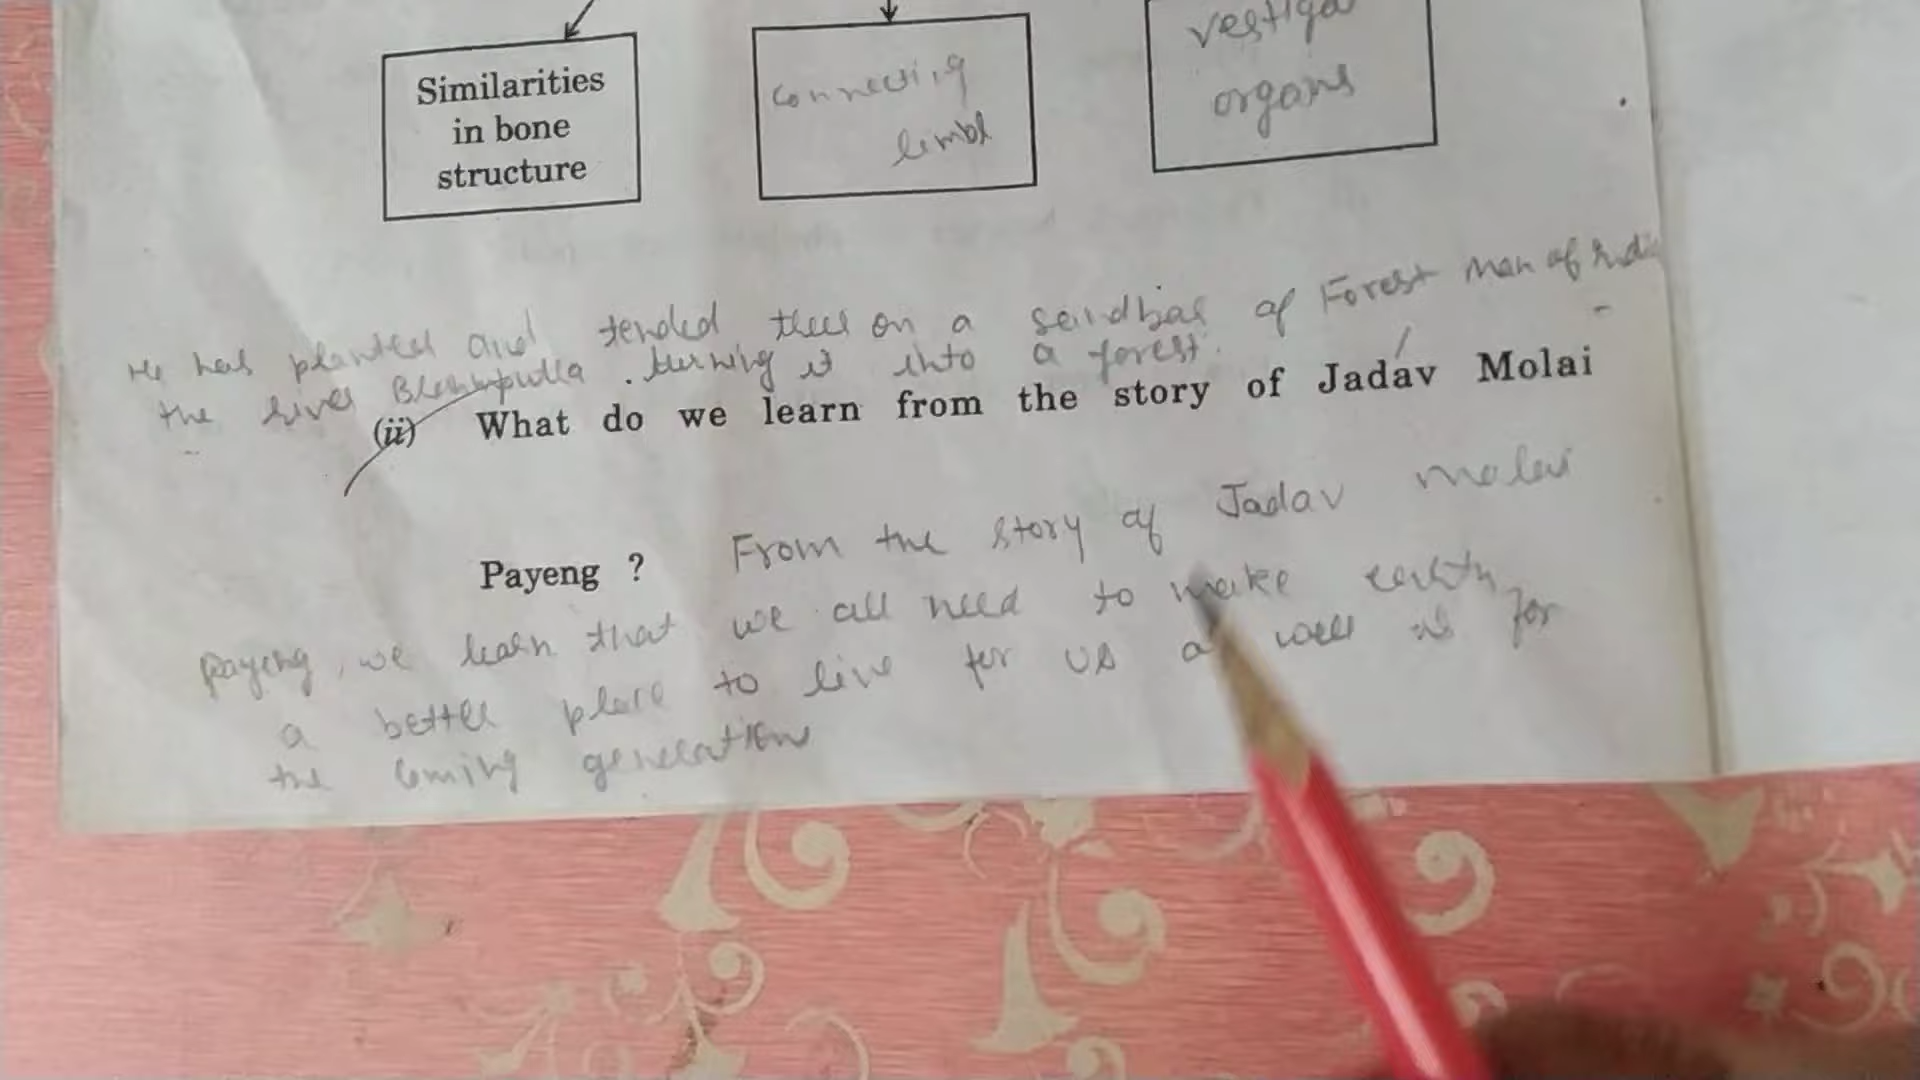 Similarities
in bone
structure
connecting
limbs
organs
Forest Man of Indi
He has planted and tended trees on a sandbar of
the river turning it into a forest.
(ii) What do we learn from the story of Jadav Molai
Payeng ? From the story of Jadav molai
payeng, we learn that we all need to make earth
a better place to live for us as well as for
the coming generation